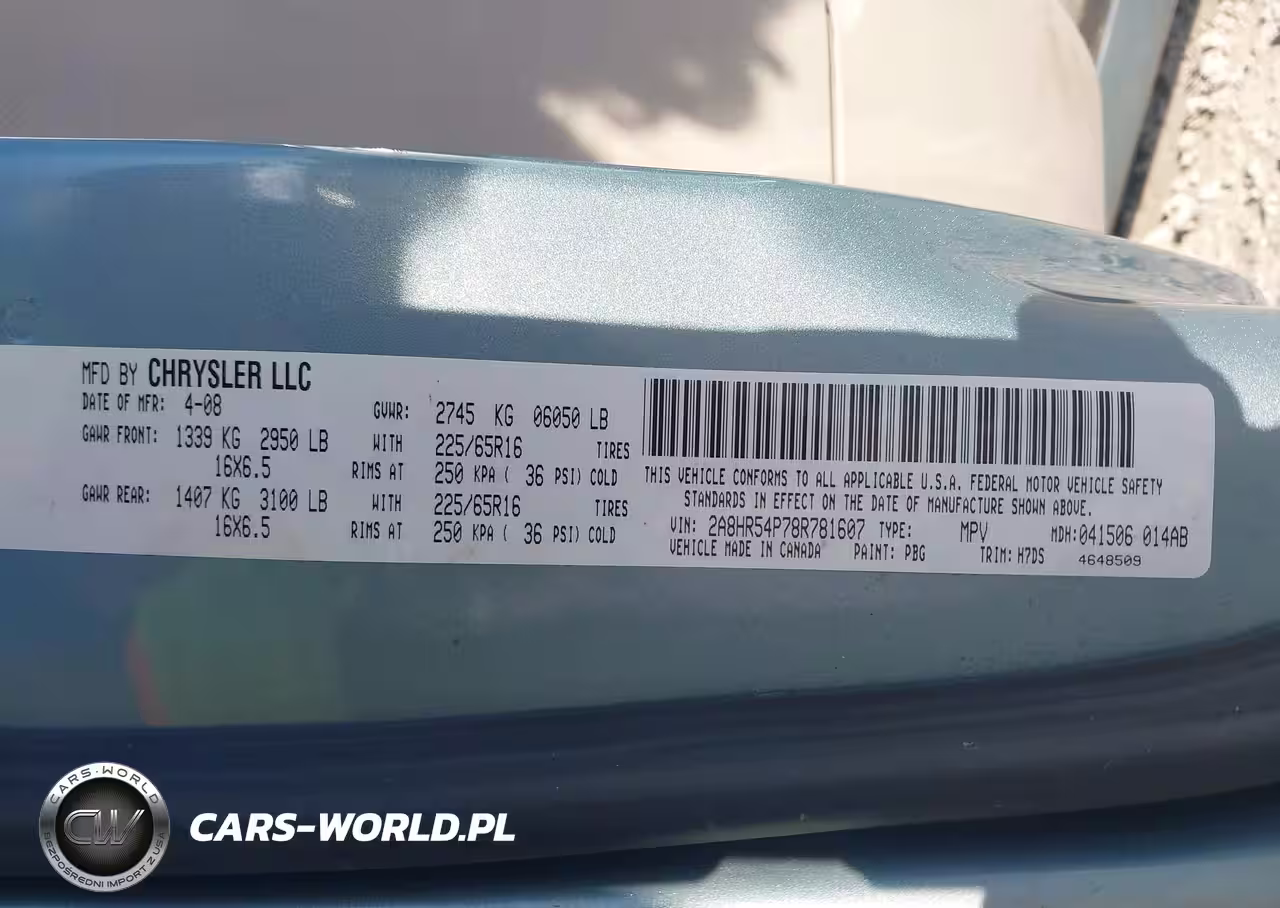 MFD BY CHRYSLER LLC
DATE OF MFR: 4-08
GVWR: 2745 KG 06050 LB
GAWR FRONT: 1339 KG 2950 LB WITH 225/65R16 TIRES
16X6.5 RIMS AT 250 KPA ( 36 PSI) COLD
GAWR REAR: 1407 KG 3100 LB WITH 225/65R16 TIRES
16X6.5 RIMS AT 250 KPA ( 36 PSI) COLD
THIS VEHICLE CONFORMS TO ALL APPLICABLE U.S.A. FEDERAL MOTOR VEHICLE SAFETY
STANDARDS IN EFFECT ON THE DATE OF MANUFACTURE SHOWN ABOVE.
VIN: 2A8HR54P78R781607 TYPE: MPV MDH:041506 014AB
VEHICLE MADE IN CANADA PAINT: PBG TRIM: H7DS 4648509
CARS-WORLD
CW
BEZPOŚREDNI IMPORT Z USA
CARS-WORLD.PL